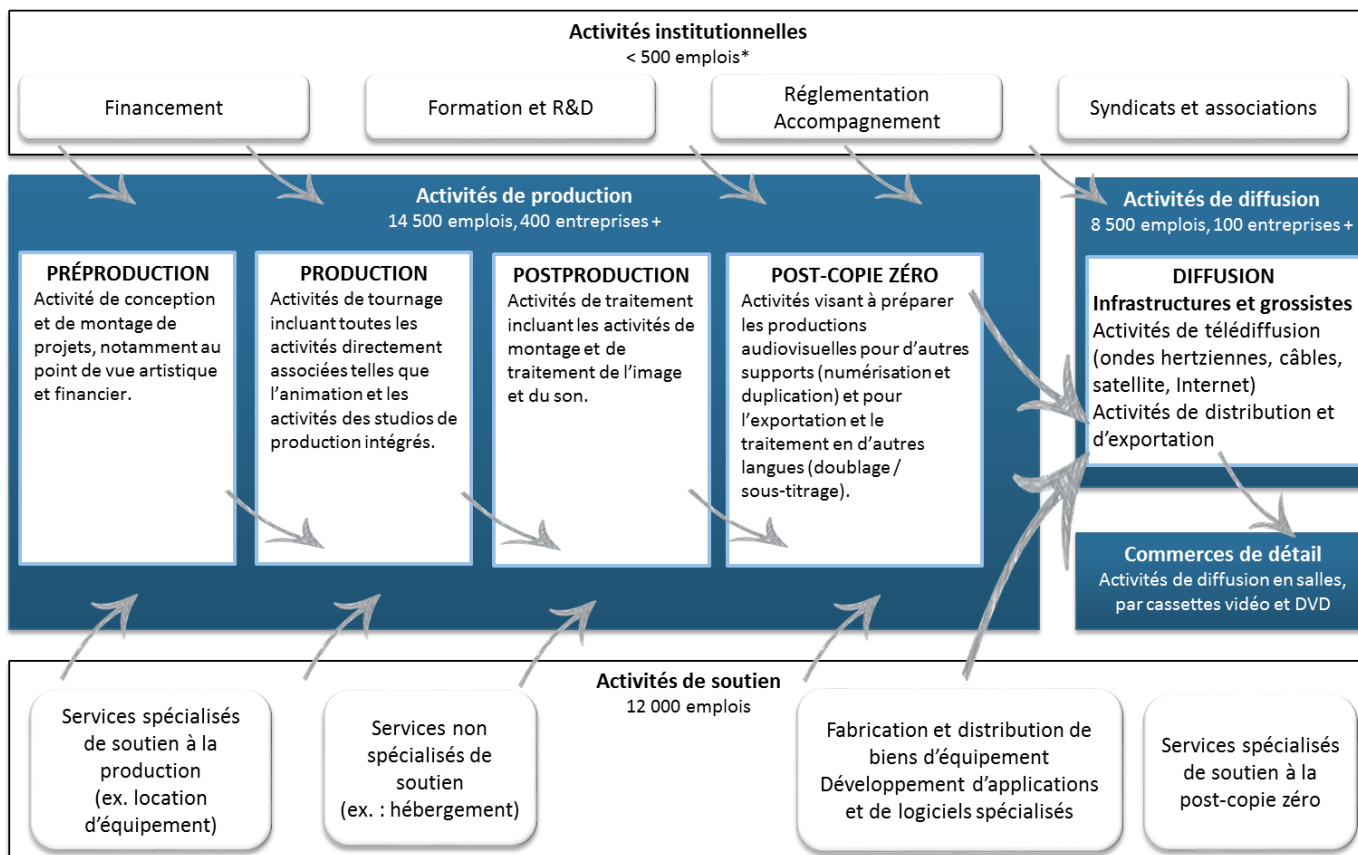 Activités institutionnelles
< 500 emplois*
Financement
Formation et R&D
Réglementation
Accompagnement
Syndicats et associations
Activités de production
14 500 emplois, 400 entreprises +
PRÉPRODUCTION
Activité de conception
et de montage de
projets, notamment au
point de vue artistique
et financier.
PRODUCTION
Activités de tournage
incluant toutes les
activités directement
associées telles que
l'animation et les
activités des studios de
production intégrés.
POSTPRODUCTION
Activités de traitement
incluant les activités de
montage et de
traitement de l'image
et du son.
POST-COPIE ZÉRO
Activités visant à préparer
les productions
audiovisuelles pour d'autres
supports (numérisation et
duplication) et pour
l'exportation et le
traitement en d'autres
langues (doublage /
sous-titrage).
Activités de diffusion
8 500 emplois, 100 entreprises +
DIFFUSION
Infrastructures et grossistes
Activités de télédiffusion
(ondes hertziennes, câbles,
satellite, Internet)
Activités de distribution et
d'exportation
Commerces de détail
Activités de diffusion en salles,
par cassettes vidéo et DVD
Activités de soutien
12 000 emplois
Services spécialisés
de soutien à la
production
(ex. location
d'équipement)
Services non
spécialisés de
soutien
(ex. : hébergement)
Fabrication et distribution de
biens d'équipement
Développement d'applications
et de logiciels spécialisés
Services spécialisés
de soutien à la
post-copie zéro